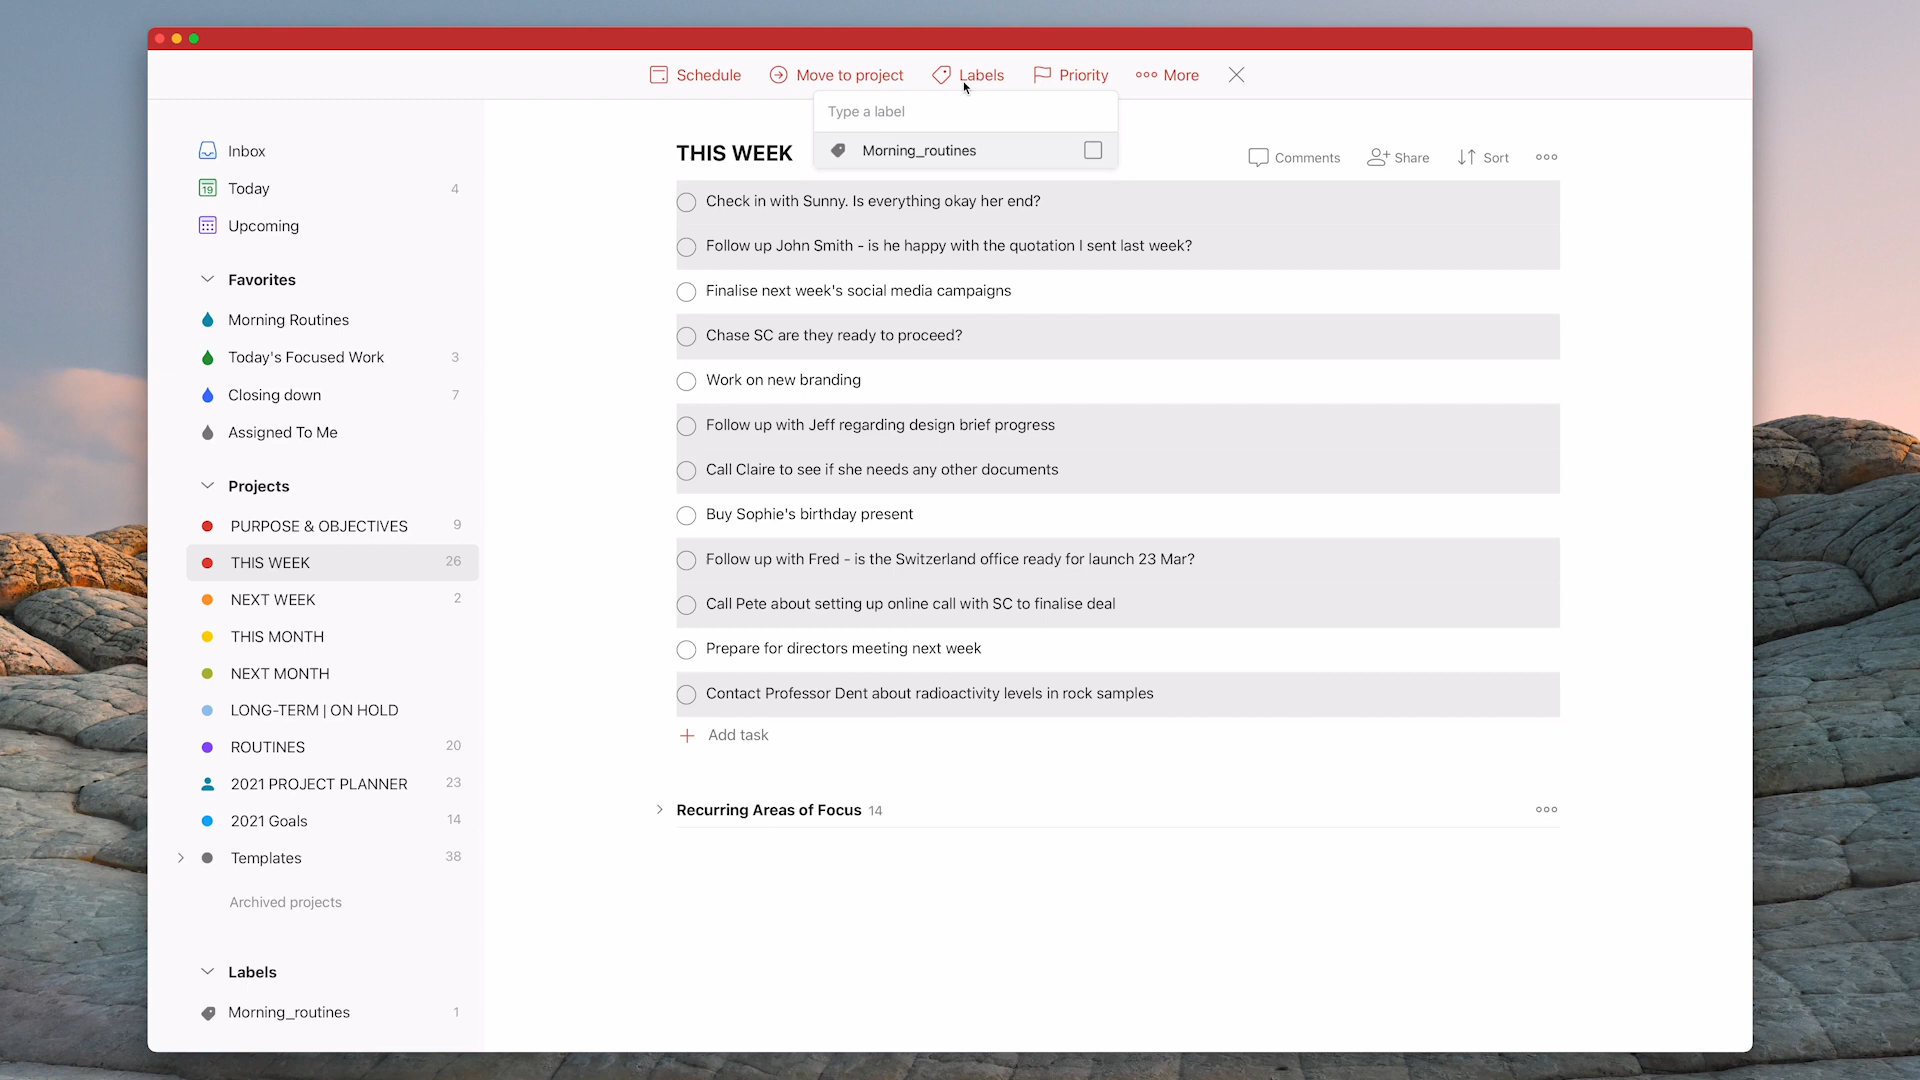 Schedule
Move to project
Labels
Priority
More
Type a label
Morning_routines
Inbox
19
Today 4
Upcoming
Favorites
Morning Routines
Today's Focused Work 3
Closing down 7
Assigned To Me
Projects
PURPOSE & OBJECTIVES 9
THIS WEEK 26
NEXT WEEK 2
THIS MONTH
NEXT MONTH
LONG-TERM | ON HOLD
ROUTINES 20
2021 PROJECT PLANNER 23
2021 Goals 14
Templates 38
Archived projects
Labels
Morning_routines 1
THIS WEEK
Comments
Share
Sort
Check in with Sunny. Is everything okay her end?
Follow up John Smith - is he happy with the quotation I sent last week?
Finalise next week's social media campaigns
Chase SC are they ready to proceed?
Work on new branding
Follow up with Jeff regarding design brief progress
Call Claire to see if she needs any other documents
Buy Sophie's birthday present
Follow up with Fred - is the Switzerland office ready for launch 23 Mar?
Call Pete about setting up online call with SC to finalise deal
Prepare for directors meeting next week
Contact Professor Dent about radioactivity levels in rock samples
Add task
Recurring Areas of Focus 14